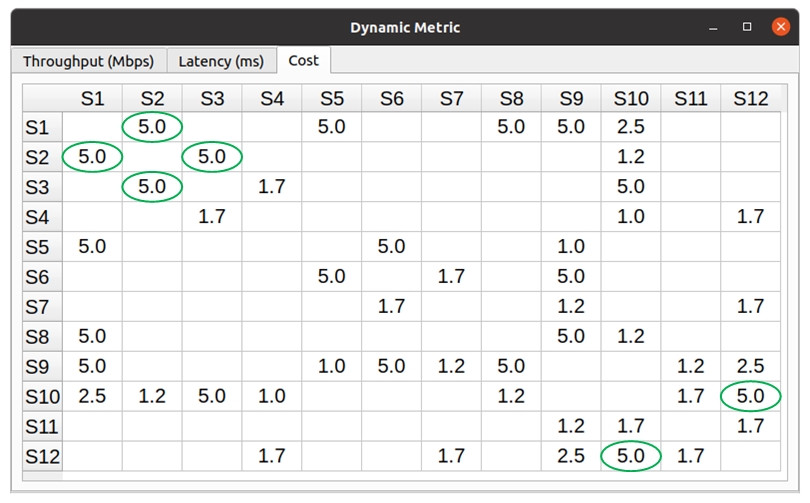 Dynamic Metric
Throughput (Mbps) Latency (ms) Cost
S1 S2 S3 S4 S5 S6 S7 S8 S9 S10 S11 S12
S1 5.0 5.0 5.0 5.0 2.5
S2 5.0 5.0 1.2
S3 5.0 1.7 5.0
S4 1.7 1.0 1.7
S5 5.0 5.0 1.0
S6 5.0 1.7 5.0
S7 1.7 1.2 1.7
S8 5.0 5.0 1.2
S9 5.0 1.0 5.0 1.2 5.0 1.2 2.5
S10 2.5 1.2 5.0 1.0 1.2 1.7 5.0
S11 1.2 1.7 1.7
S12 1.7 1.7 2.5 5.0 1.7